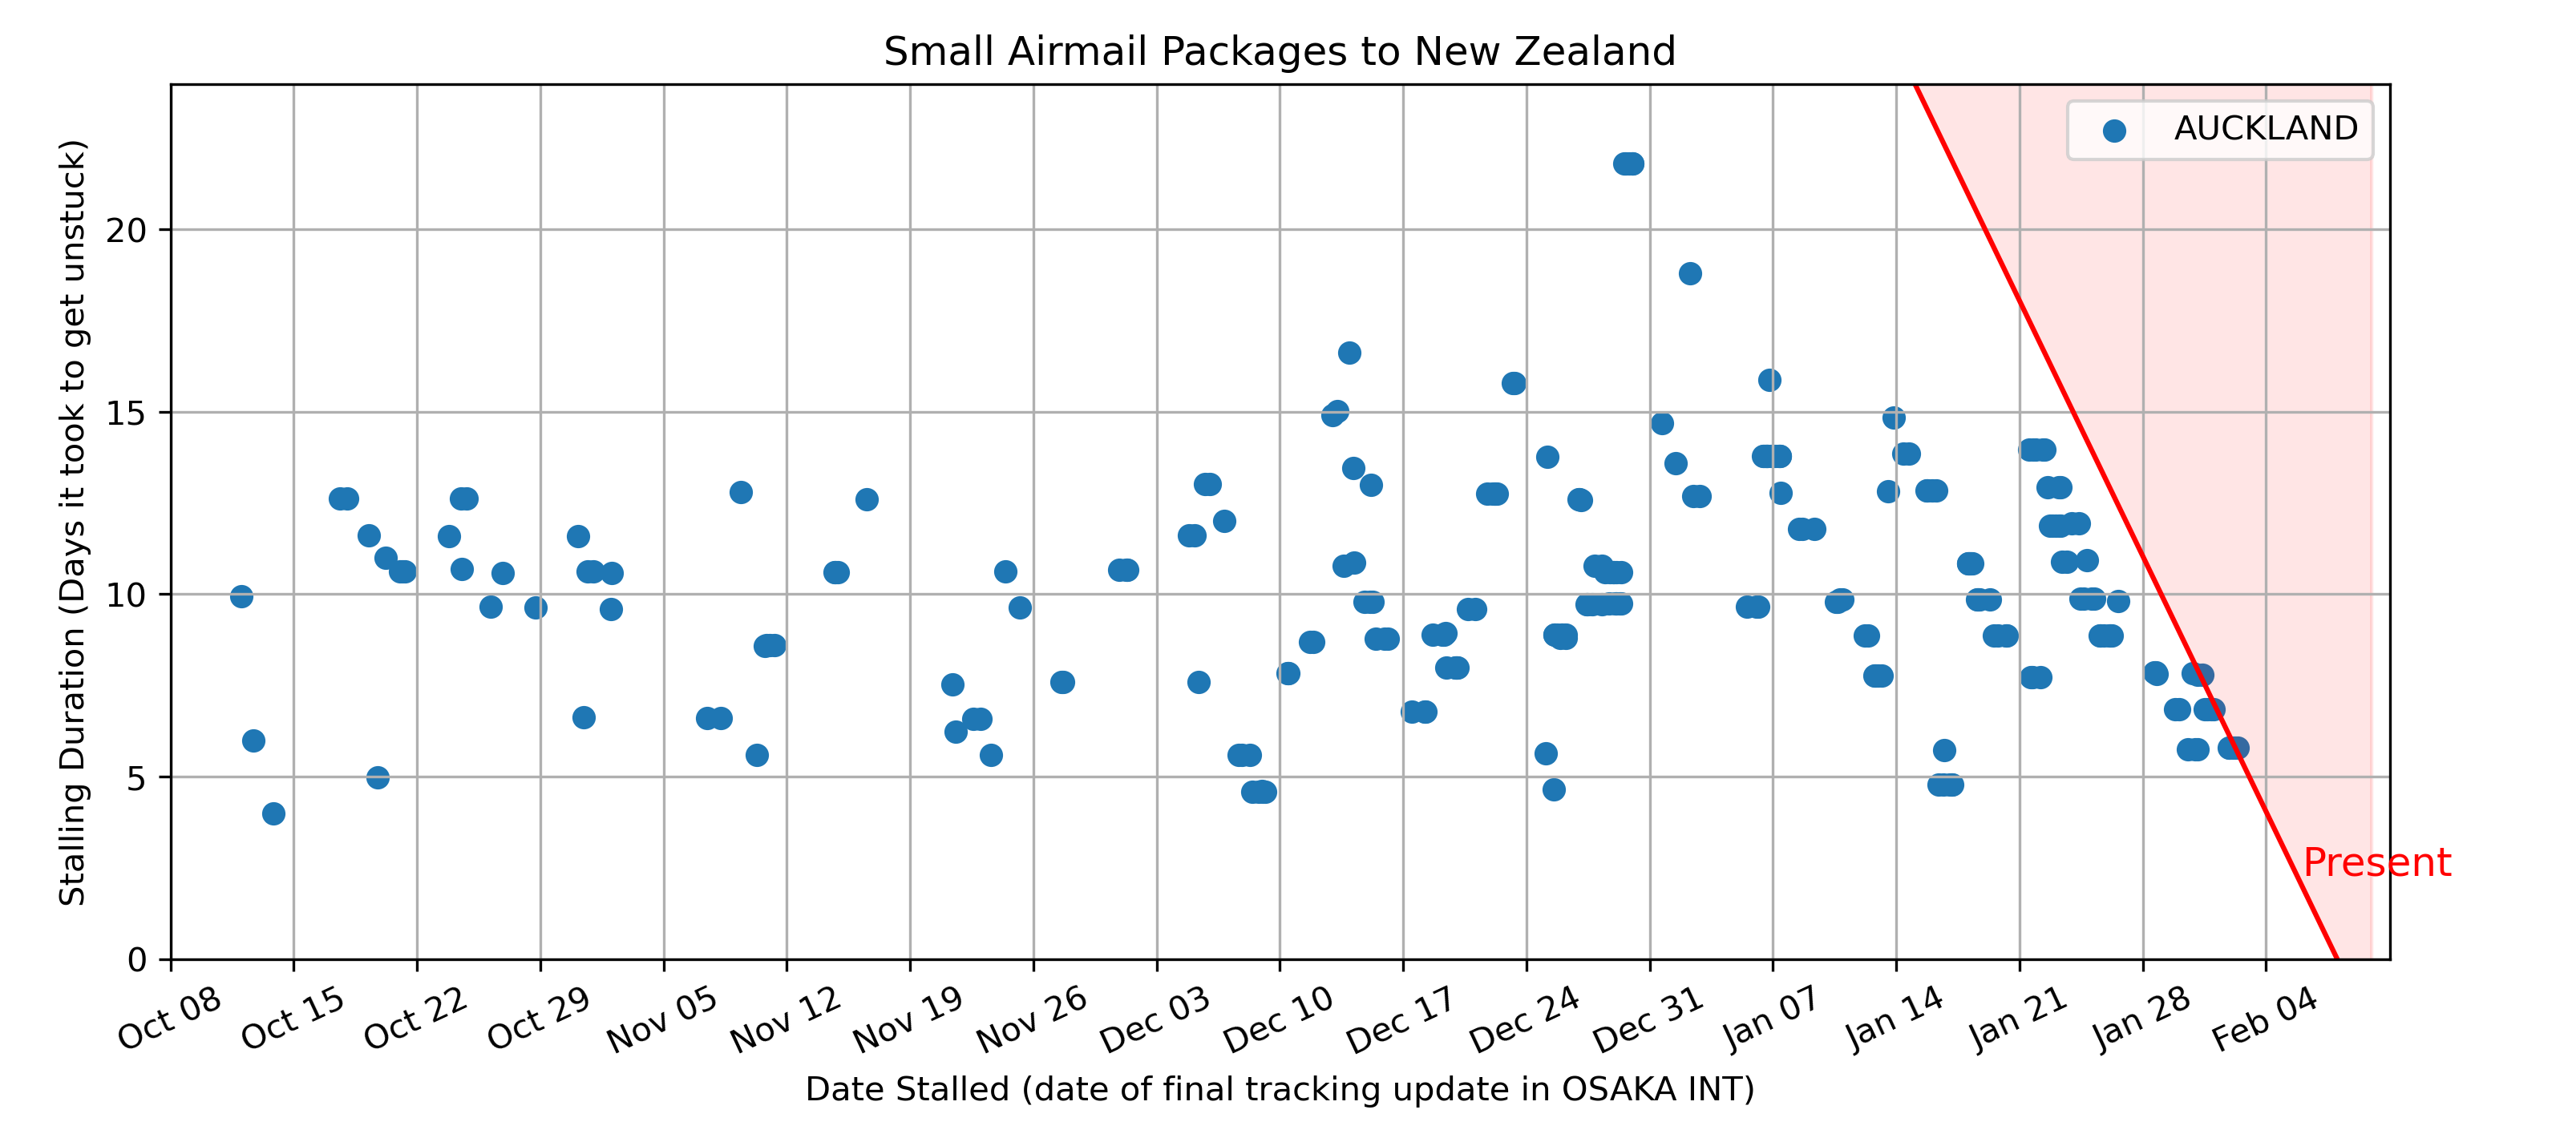 Small Airmail Packages to New Zealand
AUCKLAND
Stalling Duration (Days it took to get unstuck)
20
15
10
5
0
Present
Oct 08
Oct 15
Oct 22
Oct 29
Nov 05
Nov 12
Nov 19
Nov 26
Dec 03
Dec 10
Dec 17
Dec 24
Dec 31
Jan 07
Jan 14
Jan 21
Jan 28
Feb 04
Date Stalled (date of final tracking update in OSAKA INT)